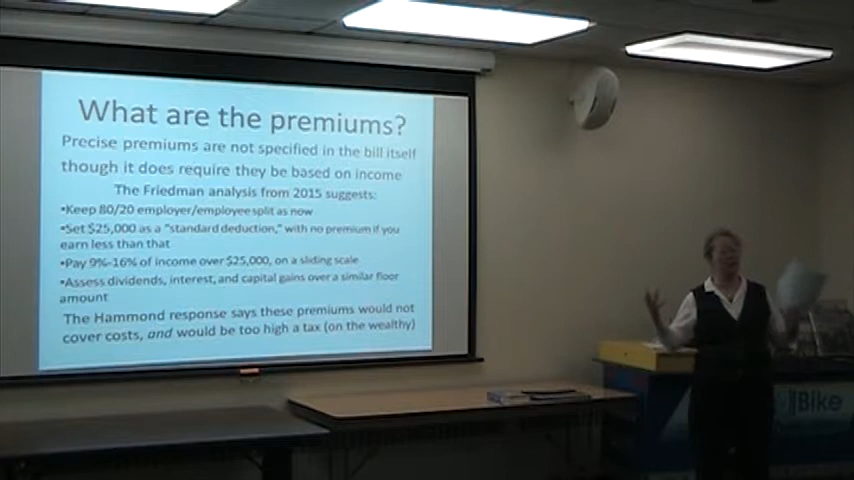 What are the premiums?
Precise premiums are not specified in the bill itself
though it does require they be based on income
The Friedman analysis from 2015 suggests:
•Keep 80/20 employer/employee split as now
•Set $25,000 as a "standard deduction," with no premium if you
earn less than that
•Pay 9%-16% of income over $25,000, on a sliding scale
•Assess dividends, interest, and capital gains over a similar floor
amount
The Hammond response says these premiums would not
cover costs, and would be too high a tax (on the wealthy)
Bike